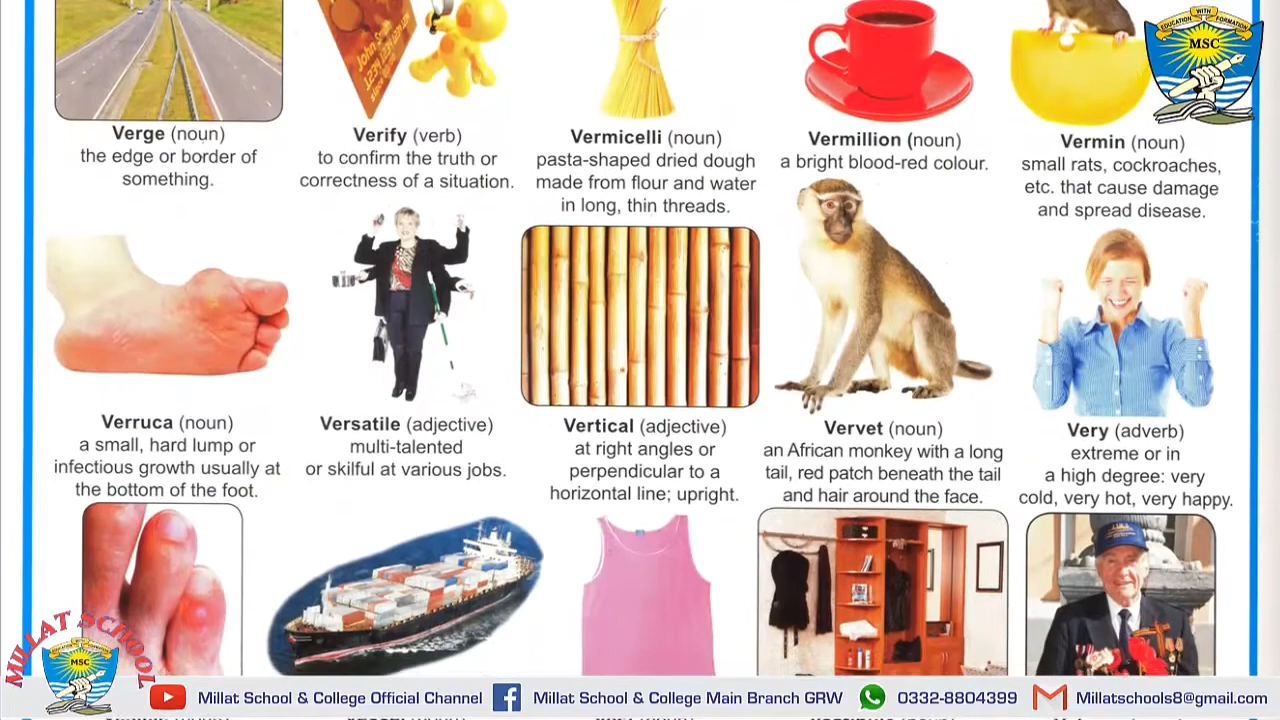 EDUCATION WITH FORMATION
MSC
Verge (noun)
the edge or border of
something.
Verify (verb)
to confirm the truth or
correctness of a situation.
Vermicelli (noun)
pasta-shaped dried dough
made from flour and water
in long, thin threads.
Vermillion (noun)
a bright blood-red colour.
Vermin (noun)
small rats, cockroaches,
etc. that cause damage
and spread disease.
Verruca (noun)
a small, hard lump or
infectious growth usually at
the bottom of the foot.
Versatile (adjective)
multi-talented
or skilful at various jobs.
Vertical (adjective)
at right angles or
perpendicular to a
horizontal line; upright.
Vervet (noun)
an African monkey with a long
tail, red patch beneath the tail
and hair around the face.
Very (adverb)
extreme or in
a high degree: very
cold, very hot, very happy.
MILLAT SCHOOL
MSC
Millat School & College Official Channel
Millat School & College Main Branch GRW
0332-8804399
Millatschools8@gmail.com